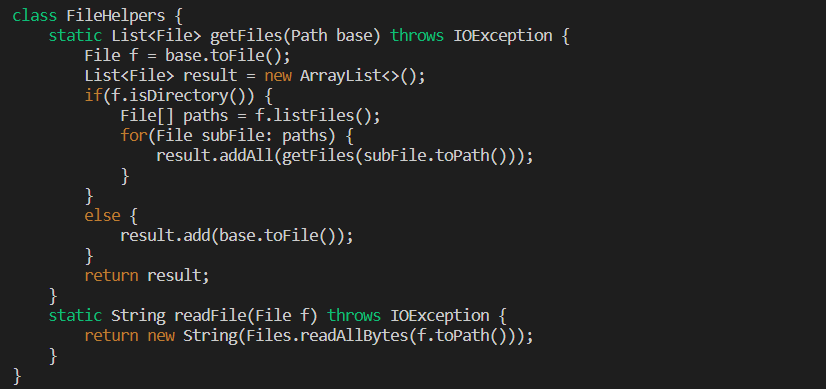 class FileHelpers {
    static List<File> getFiles(Path base) throws IOException {
        File f = base.toFile();
        List<File> result = new ArrayList<>();
        if(f.isDirectory()) {
            File[] paths = f.listFiles();
            for(File subFile: paths) {
                result.addAll(getFiles(subFile.toPath()));
            }
        }
        else {
            result.add(base.toFile());
        }
        return result;
    }
    static String readFile(File f) throws IOException {
        return new String(Files.readAllBytes(f.toPath()));
    }
}